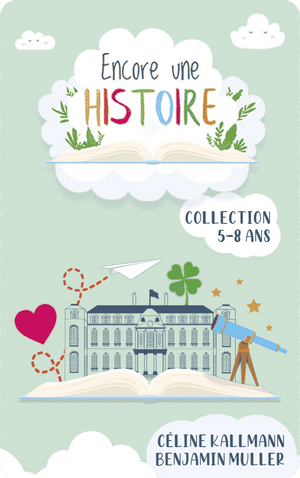 Encore une
HISTOIRE
COLLECTION
5-8 ANS
CÉLINE KALLMANN
BENJAMIN MULLER